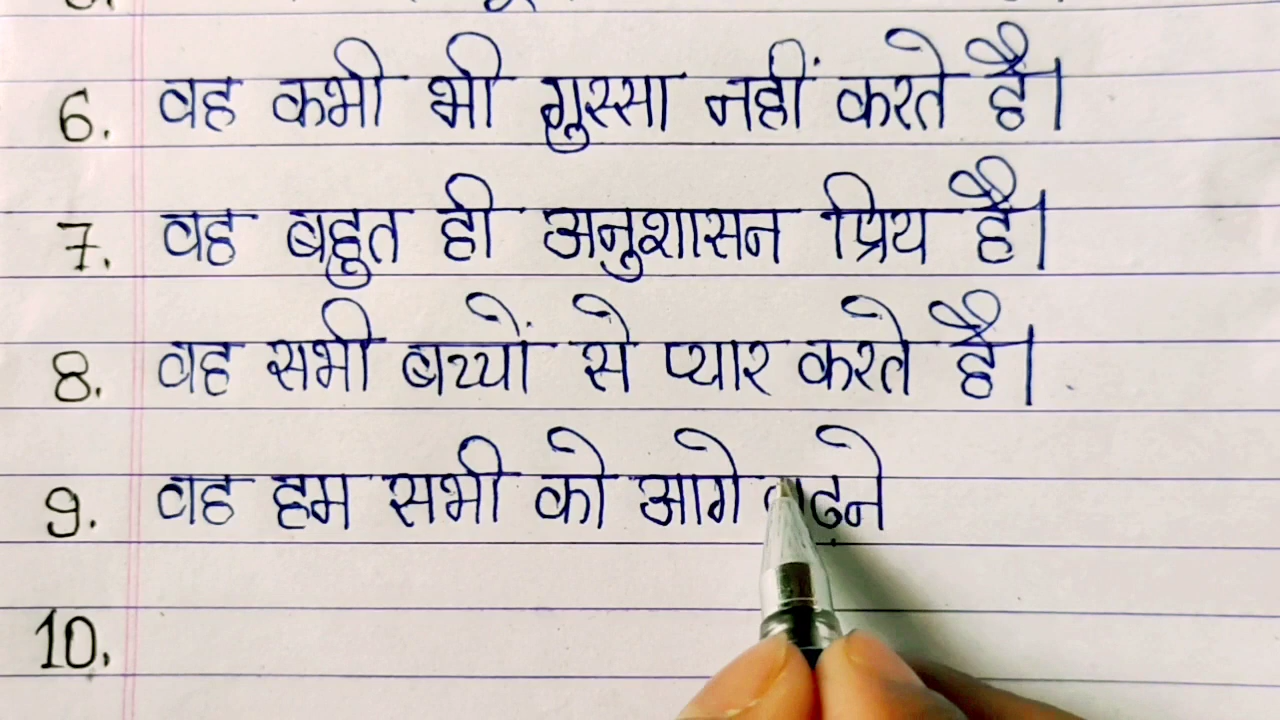 6. वह कभी भी गुस्सा नहीं करते है।
7. वह बहुत ही अनुशासन प्रिय है।
8. वह सभी बच्चों से प्यार करते है।
9. वह हम सभी को आगे बढ़ने
10.